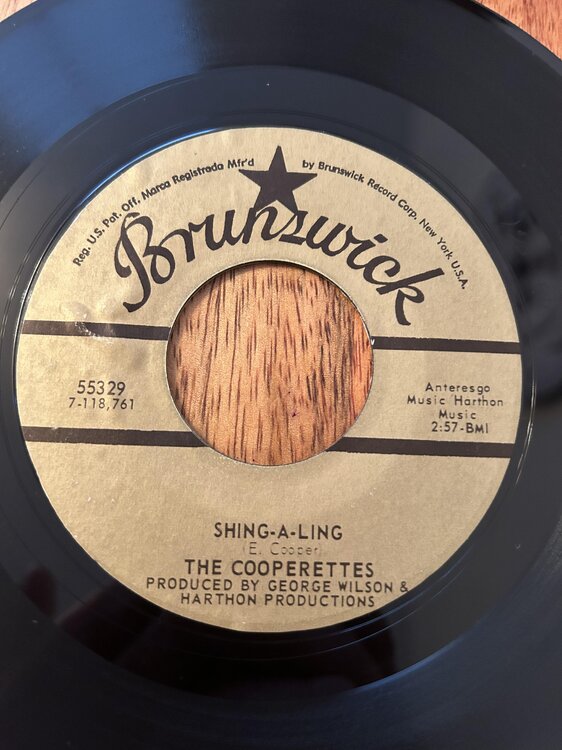 Reg. U.S. Pat. Off. Marca Registrada Mfr'd by Brunswick Record Corp. New York U.S.A.
Brunswick
55329
7-118,761
Anteresgo
Music Harthon
Music
2:57-BMI
SHING-A-LING
(E. Cooper)
THE COOPERETTES
PRODUCED BY GEORGE WILSON &
HARTHON PRODUCTIONS